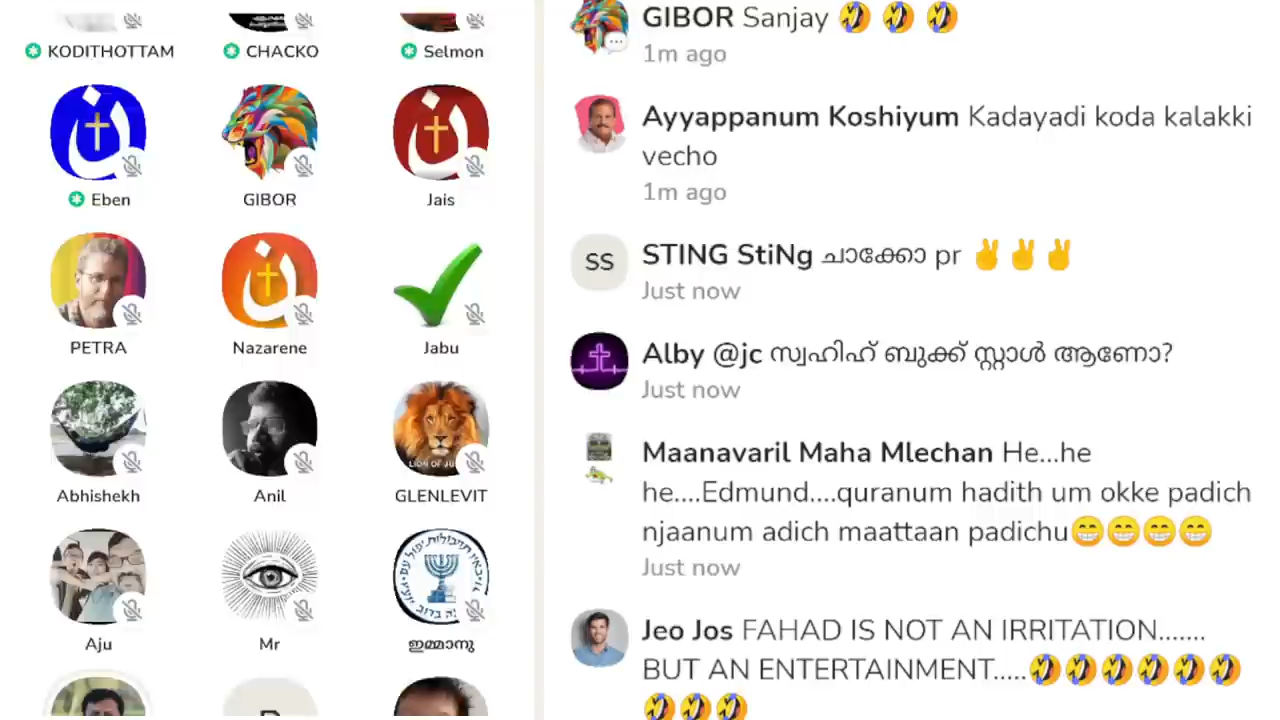 KODITHOTTAM CHACKO Selmon
Eben GIBOR Jais
PETRA Nazarene Jabu
LION OF JU
Abhishekh Anil GLENLEVIT
Aju Mr ഇമ്മാനു
GIBOR Sanjay 🤣 🤣 🤣
1m ago
Ayyappanum Koshiyum Kadayadi koda kalakki
vecho
1m ago
SS
STING StiNg ചാക്കോ pr ✌️ ✌️ ✌️
Just now
Alby @jc സ്വഹിഹ് ബുക്ക് സ്റ്റാൾ ആണോ?
Just now
Maanavaril Maha Mlechan He...he
he....Edmund....quranum hadith um okke padich
njaanum adich maattaan padichu😁😁😁😁
Just now
Jeo Jos FAHAD IS NOT AN IRRITATION.......
BUT AN ENTERTAINMENT.....🤣🤣🤣🤣🤣🤣
🤣🤣🤣